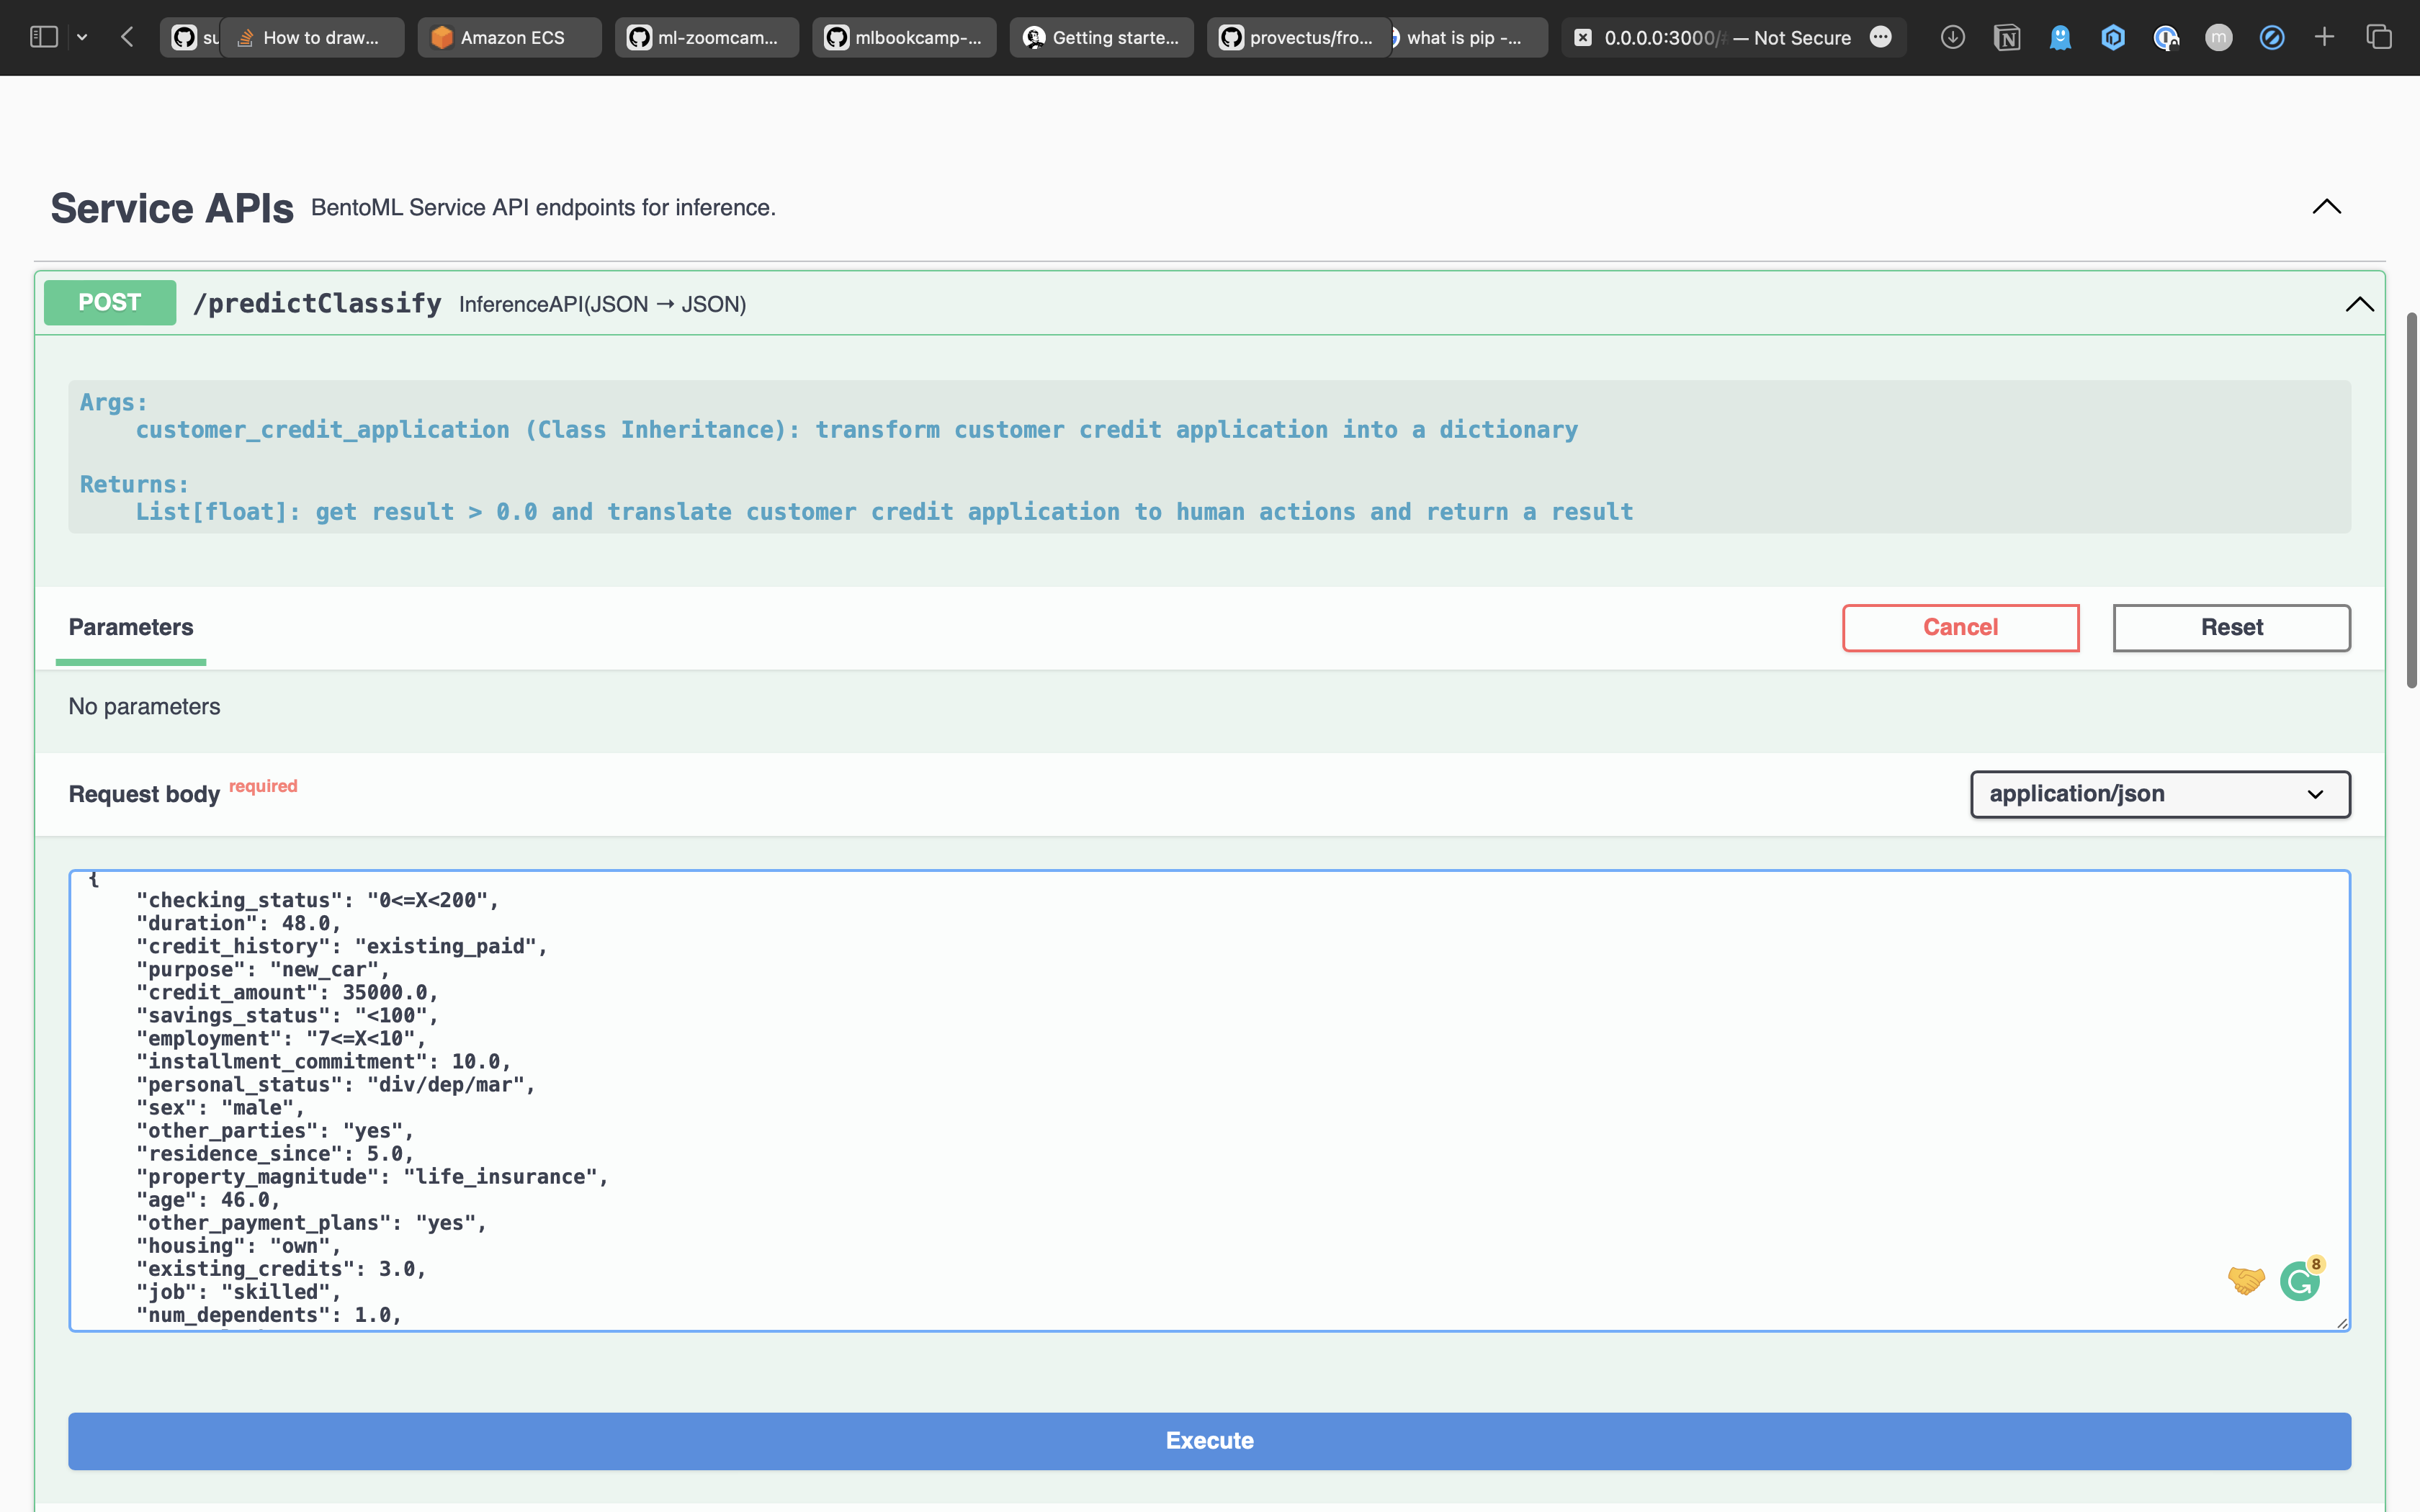 su
How to draw...
Amazon ECS
ml-zoomcam...
mlbookcamp-...
Getting starte...
provectus/fro...
what is pip -...
0.0.0.0:3000/# — Not Secure
m
Service APIs BentoML Service API endpoints for inference.
POST /predictClassify InferenceAPI(JSON → JSON)
Args:
customer_credit_application (Class Inheritance): transform customer credit application into a dictionary
Returns:
List[float]: get result > 0.0 and translate customer credit application to human actions and return a result
Parameters
Cancel
Reset
No parameters
Request body required
application/json
{
"checking_status": "0<=X<200",
"duration": 48.0,
"credit_history": "existing_paid",
"purpose": "new_car",
"credit_amount": 35000.0,
"savings_status": "<100",
"employment": "7<=X<10",
"installment_commitment": 10.0,
"personal_status": "div/dep/mar",
"sex": "male",
"other_parties": "yes",
"residence_since": 5.0,
"property_magnitude": "life_insurance",
"age": 46.0,
"other_payment_plans": "yes",
"housing": "own",
"existing_credits": 3.0,
"job": "skilled",
"num_dependents": 1.0,
8
Execute